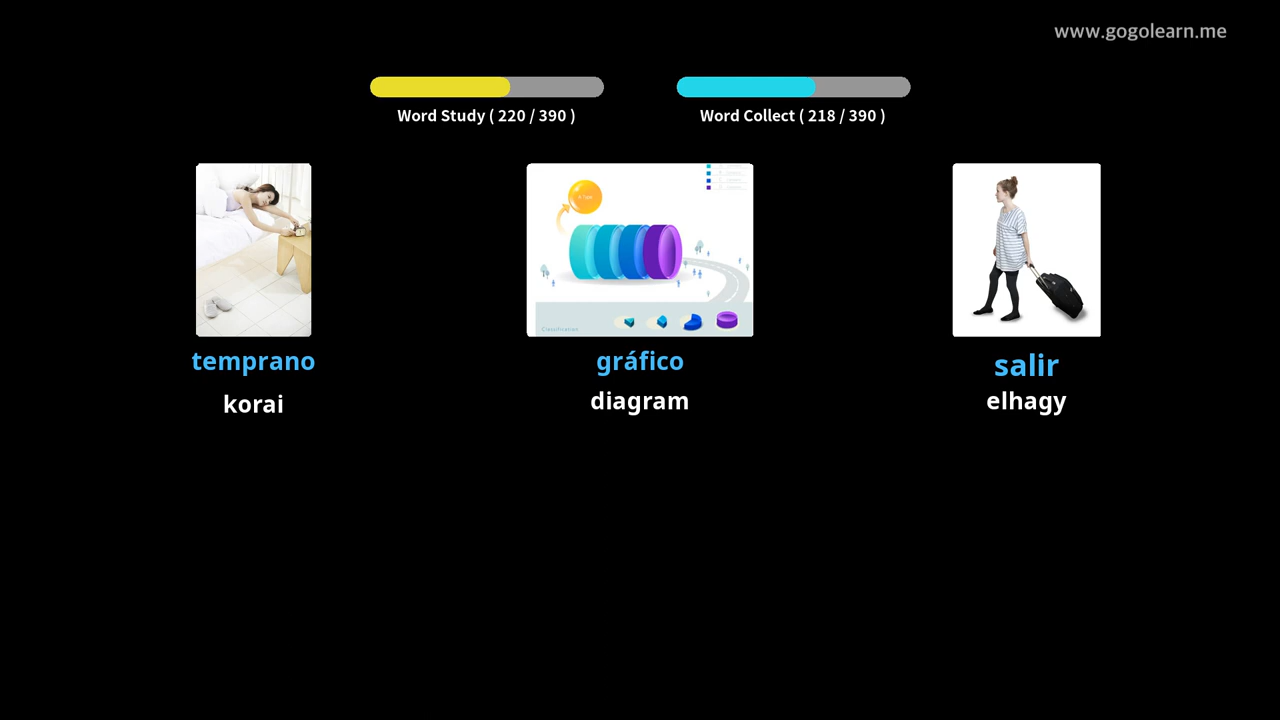 www.gogolearn.me
Word Study ( 220 / 390 )
Word Collect ( 218 / 390 )
temprano
gráfico
salir
korai
diagram
elhagy